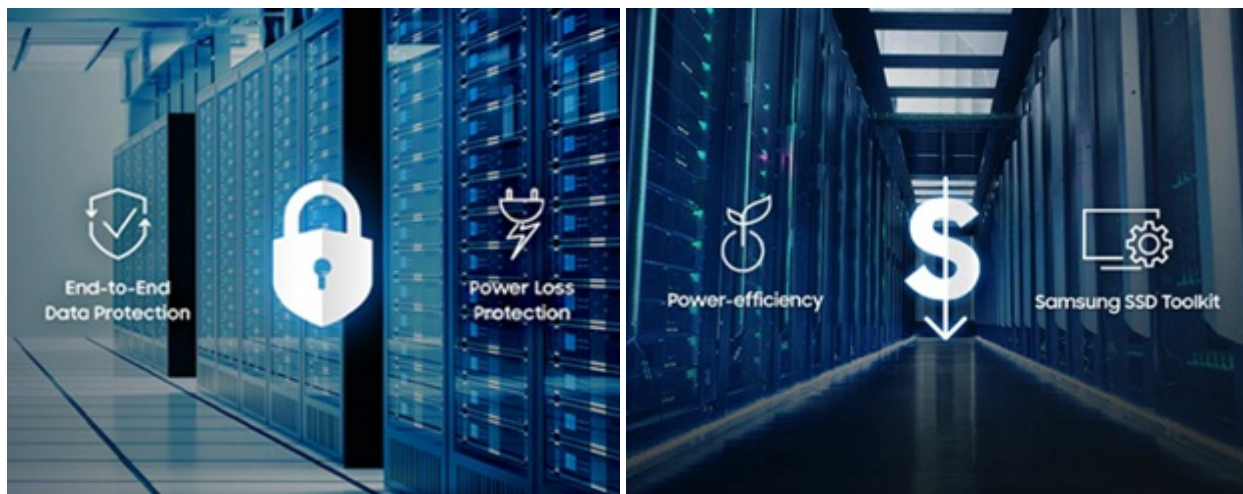 End-to-End
Data Protection
Power Loss
Protection
Power-efficiency
Samsung SSD Toolkit